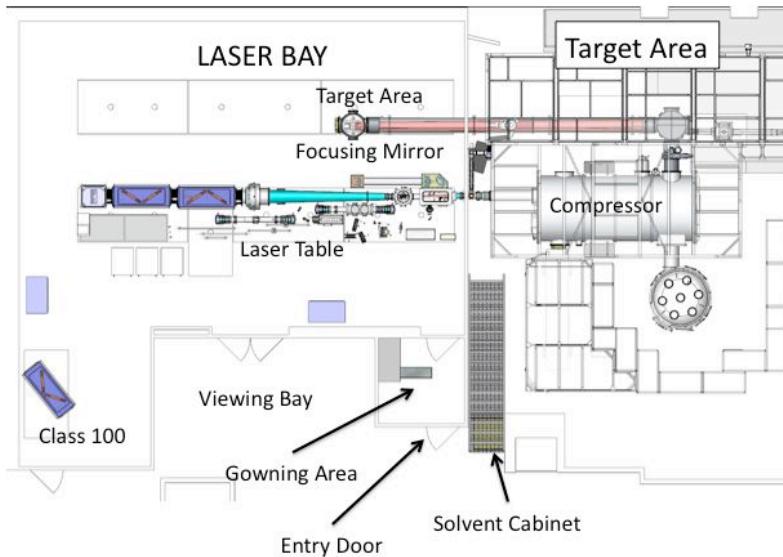 LASER BAY
Target Area
Target Area
Focusing Mirror
Compressor
Laser Table
Viewing Bay
Class 100
Gowning Area
Solvent Cabinet
Entry Door